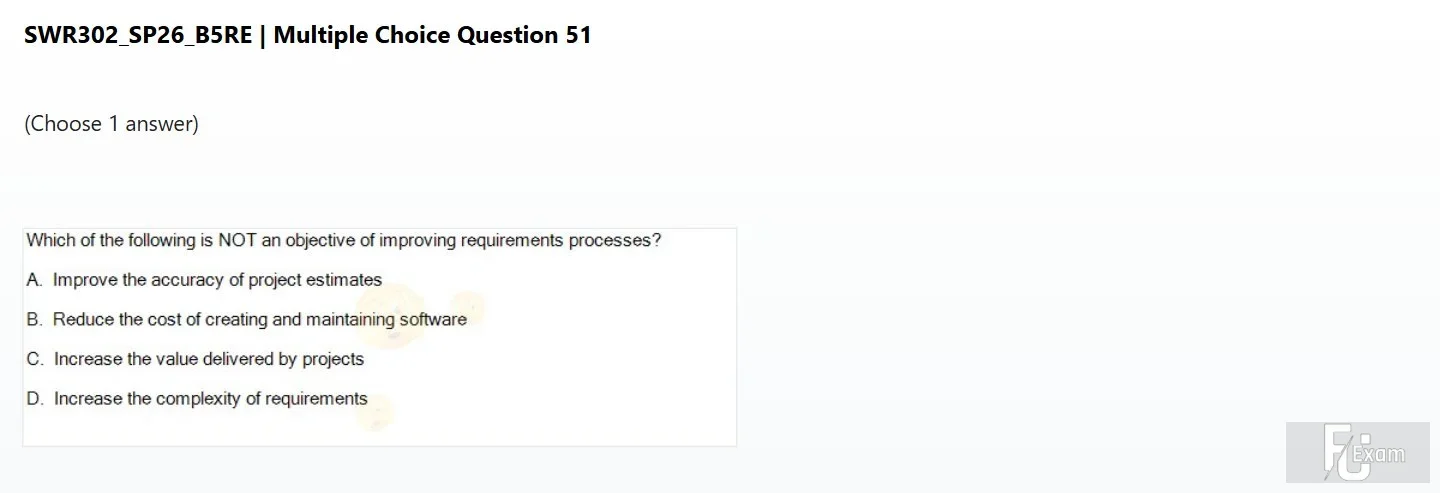 SWR302_SP26_B5RE | Multiple Choice Question 51
(Choose 1 answer)
Which of the following is NOT an objective of improving requirements processes?
A. Improve the accuracy of project estimates
B. Reduce the cost of creating and maintaining software
C. Increase the value delivered by projects
D. Increase the complexity of requirements
FU Exam